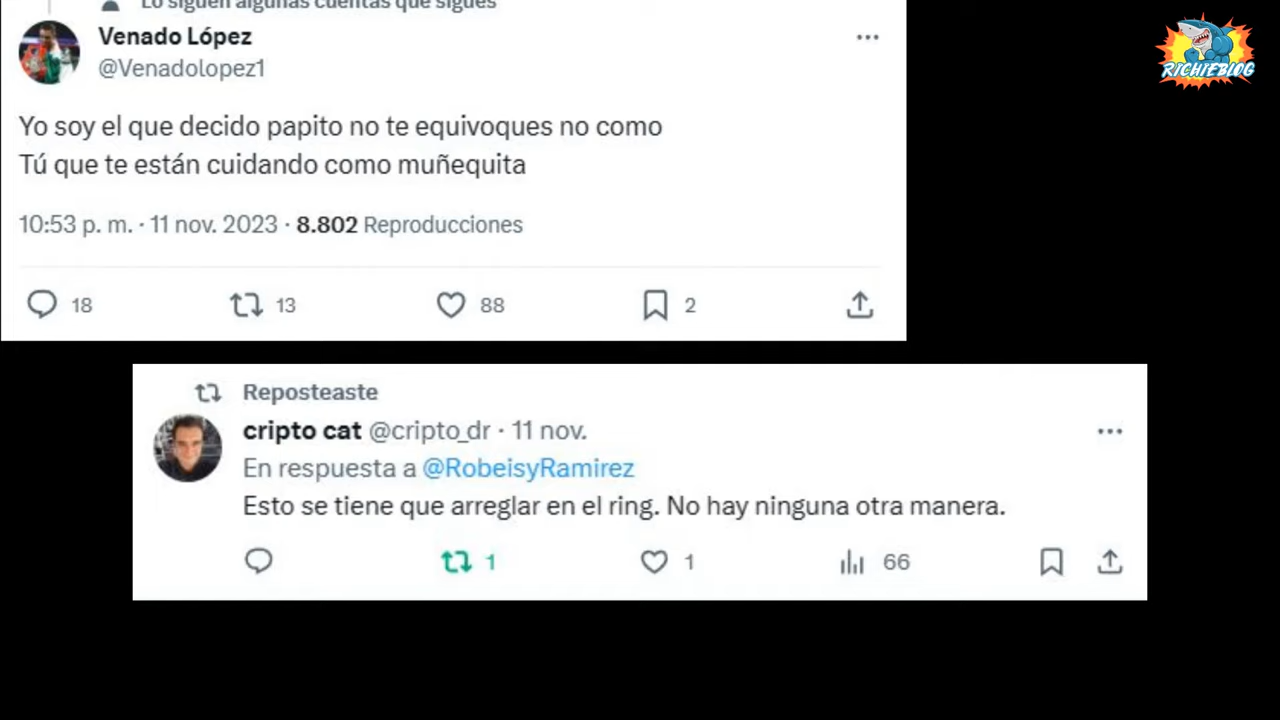 Lo siguen algunas cuentas que sigues
Venado López
@Venadolopez1
Yo soy el que decido papito no te equivoques no como
Tú que te están cuidando como muñequita
10:53 p. m. · 11 nov. 2023 · 8.802 Reproducciones
18 13 88 2
Reposteaste
cripto cat @cripto_dr · 11 nov.
En respuesta a @RobeisyRamirez
Esto se tiene que arreglar en el ring. No hay ninguna otra manera.
1 1 66
RICHIEBLOG